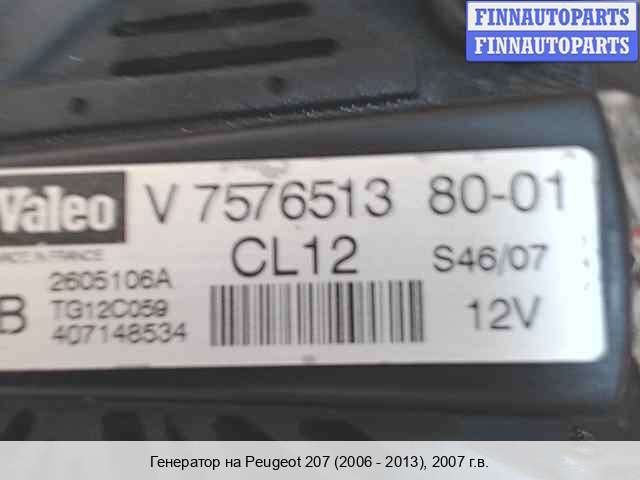 FINNAUTOPARTS
FINNAUTOPARTS
Valeo V 7576513 80-01
MADE IN FRANCE CL12 S46/07
2605106A
B TG12C059 12V
407148534
Генератор на Peugeot 207 (2006 - 2013), 2007 г.в.